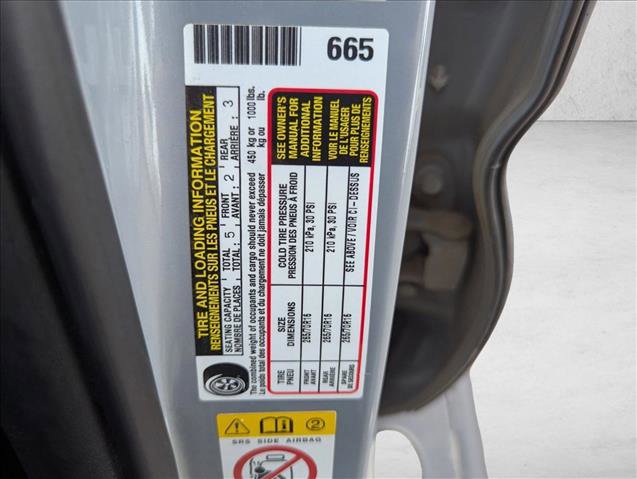 665
TIRE AND LOADING INFORMATION
RENSEIGNEMENTS SUR LES PNEUS ET LE CHARGEMENT
SEATING CAPACITY TOTAL 5 FRONT 2 REAR 3
NOMBRE DE PLACES TOTAL: 5 AVANT: 2 ARRIÈRE: 3
The combined weight of occupants and cargo should never exceed 450 kg or 1000 lbs.
Le poids total des occupants et du chargement ne doit jamais dépasser kg ou lb.
TIRE SIZE COLD TIRE PRESSURE
PNEU DIMENSIONS PRESSION DES PNEUS À FROID
FRONT AVANT 265/70R16 210 kPa, 30 PSI
REAR ARRIÈRE 265/70R16 210 kPa, 30 PSI
SPARE DE SECOURS 265/70R16 SEE ABOVE / VOIR CI-DESSUS
SEE OWNER'S
MANUAL FOR
ADDITIONAL
INFORMATION
VOIR LE MANUEL
DE L'USAGER
POUR PLUS DE
RENSEIGNEMENTS
2
SRS SIDE AIRBAG